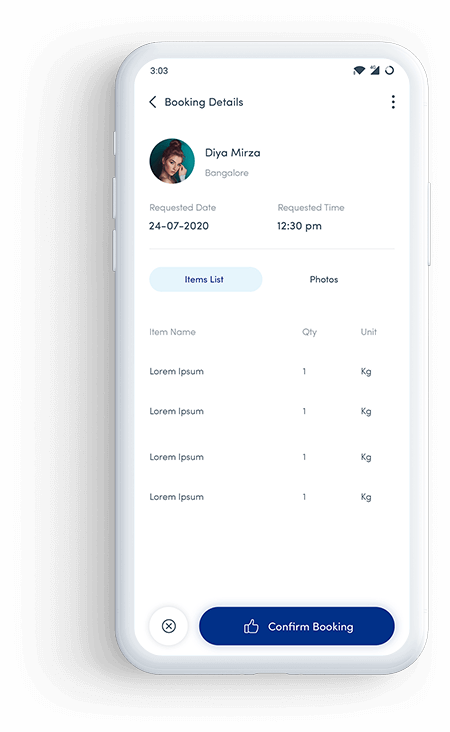 3:03
Booking Details
Diya Mirza
Bangalore
Requested Date Requested Time
24-07-2020 12:30 pm
Items List Photos
Item Name Qty Unit
Lorem Ipsum 1 Kg
Lorem Ipsum 1 Kg
Lorem Ipsum 1 Kg
Lorem Ipsum 1 Kg
Confirm Booking